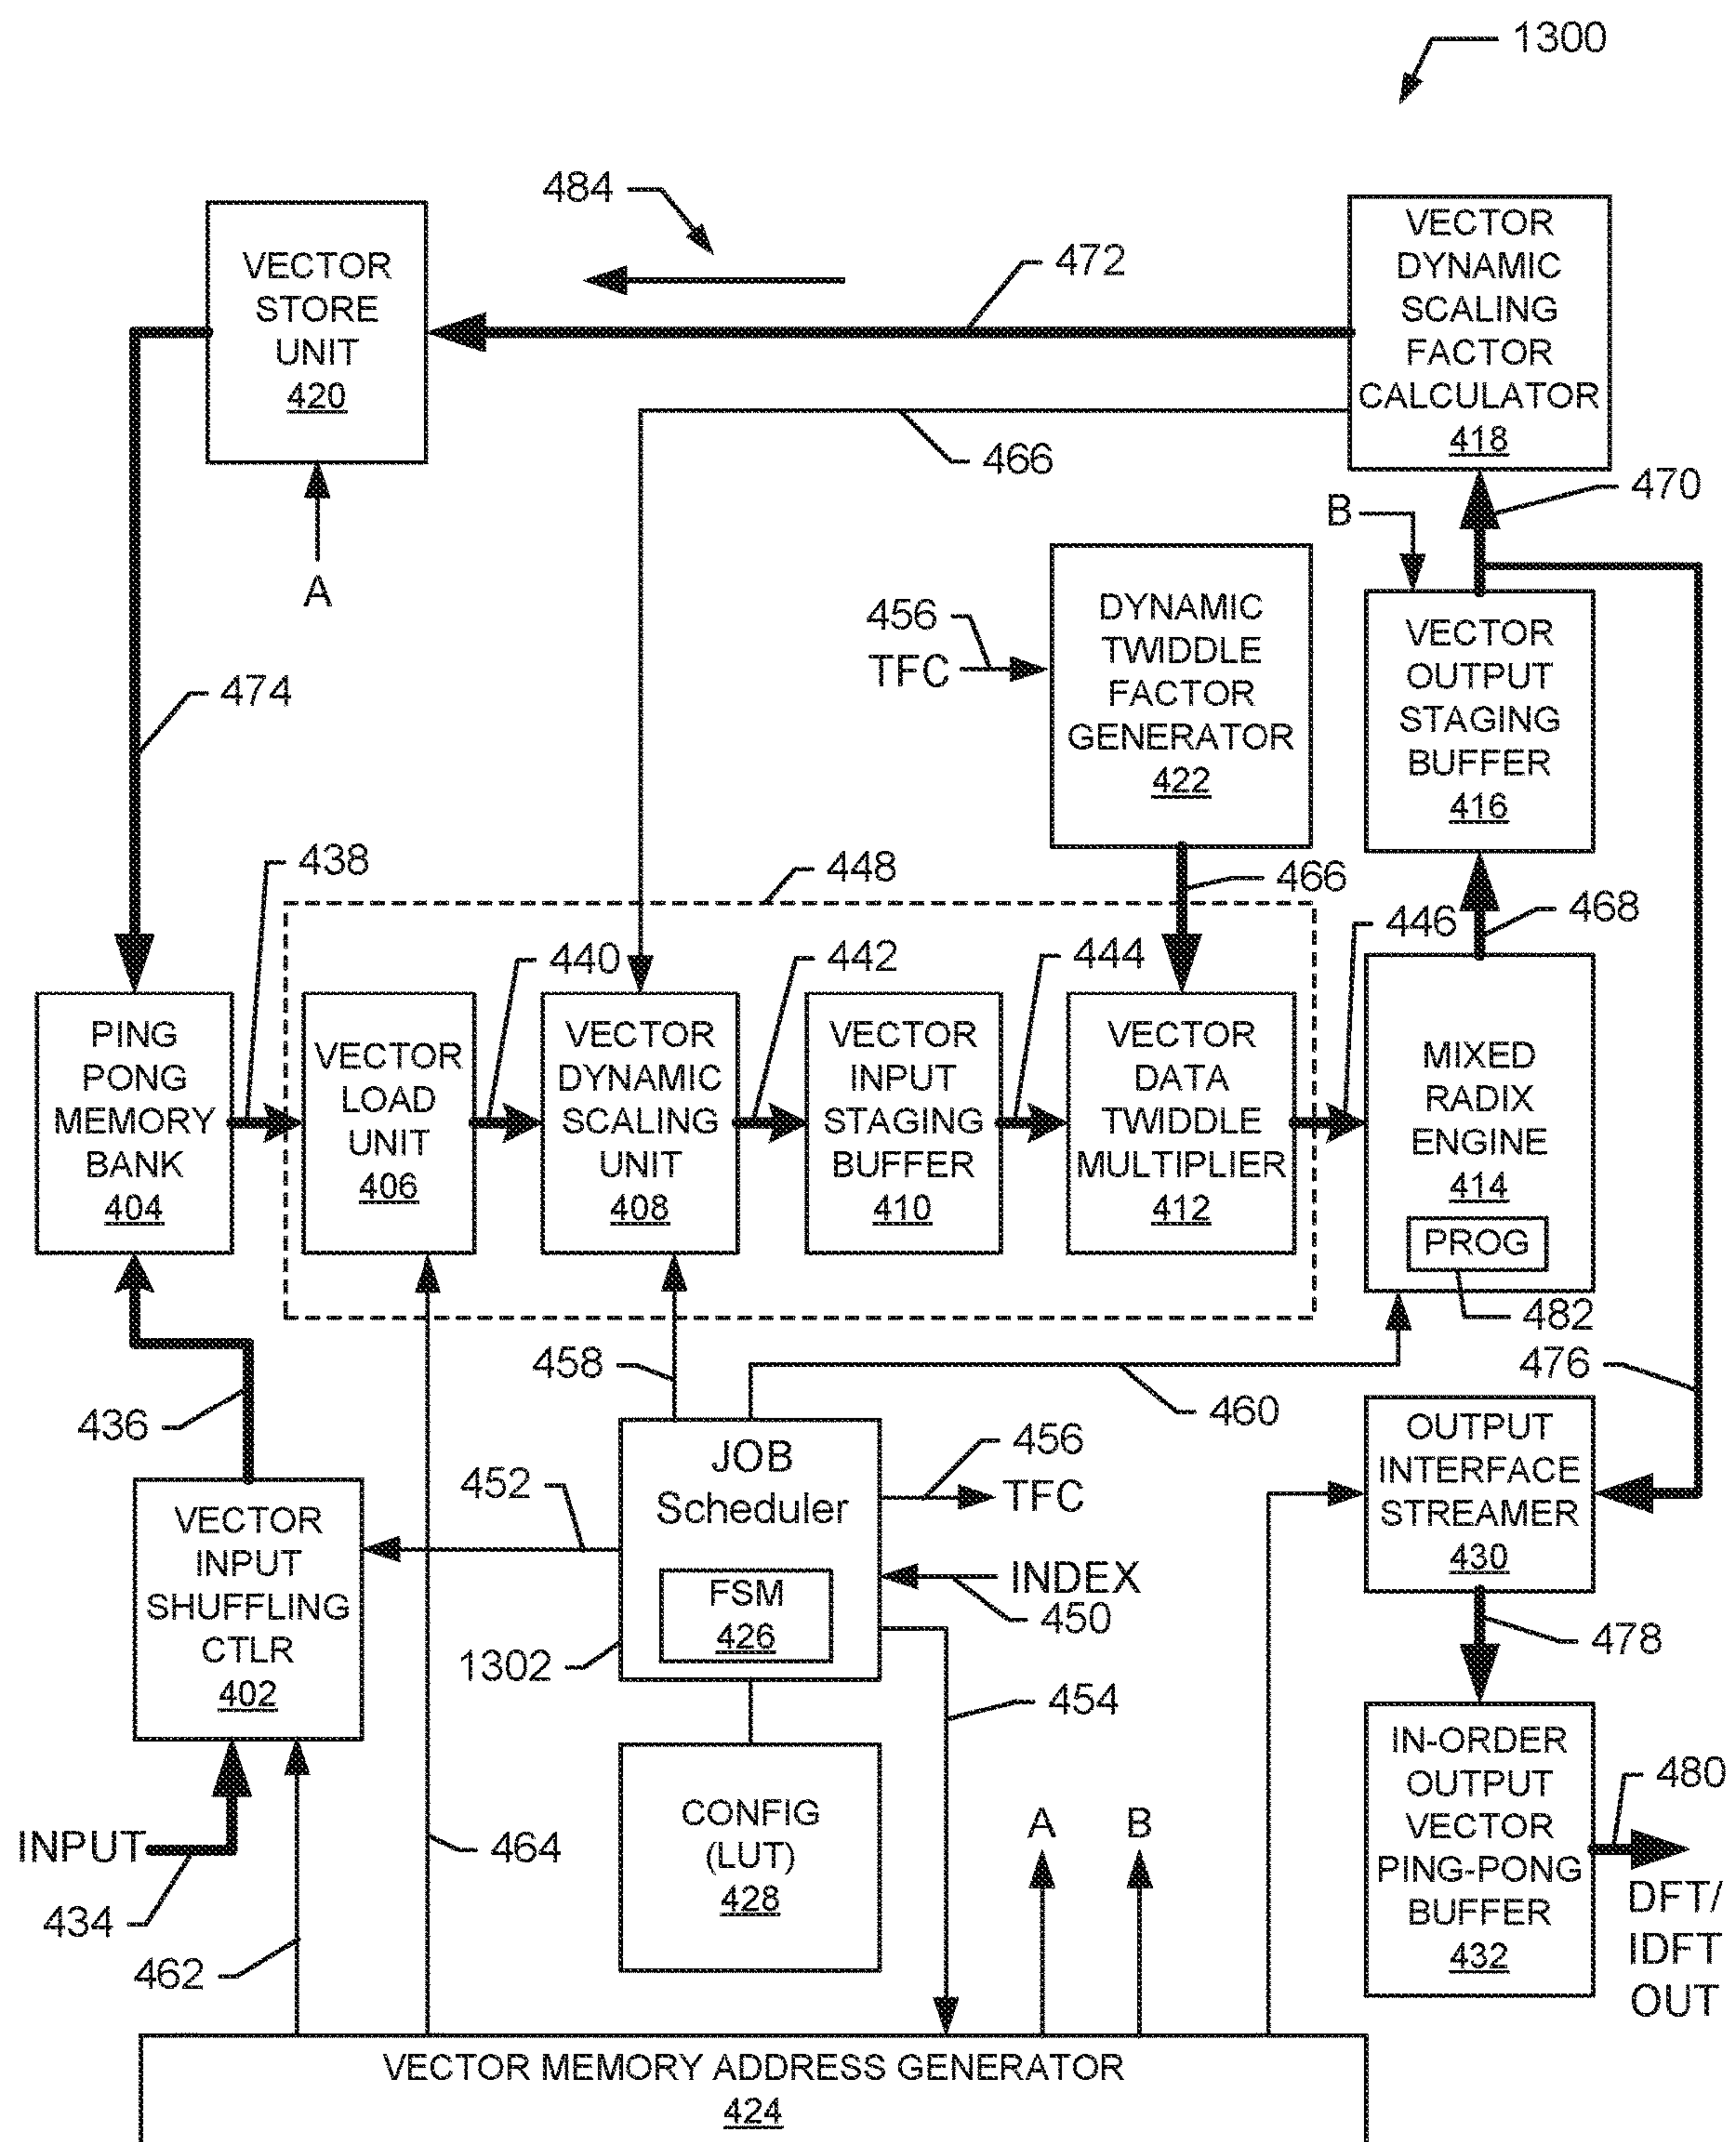 1300
484
VECTOR
STORE
UNIT
420
472
VECTOR
DYNAMIC
SCALING
FACTOR
CALCULATOR
418
466
470
A
B
474
456
TFC
DYNAMIC
TWIDDLE
FACTOR
GENERATOR
422
VECTOR
OUTPUT
STAGING
BUFFER
416
438
448
466
468
446
440
442
444
PING
PONG
MEMORY
BANK
404
VECTOR
LOAD
UNIT
406
VECTOR
DYNAMIC
SCALING
UNIT
408
VECTOR
INPUT
STAGING
BUFFER
410
VECTOR
DATA
TWIDDLE
MULTIPLIER
412
MIXED
RADIX
ENGINE
414
PROG
482
476
458
460
436
452
JOB
Scheduler
FSM
426
1302
456
TFC
INDEX
450
454
OUTPUT
INTERFACE
STREAMER
430
478
VECTOR
INPUT
SHUFFLING
CTLR
402
INPUT
434
462
464
CONFIG
(LUT)
428
A
B
IN-ORDER
OUTPUT
VECTOR
PING-PONG
BUFFER
432
480
DFT/
IDFT
OUT
VECTOR MEMORY ADDRESS GENERATOR
424